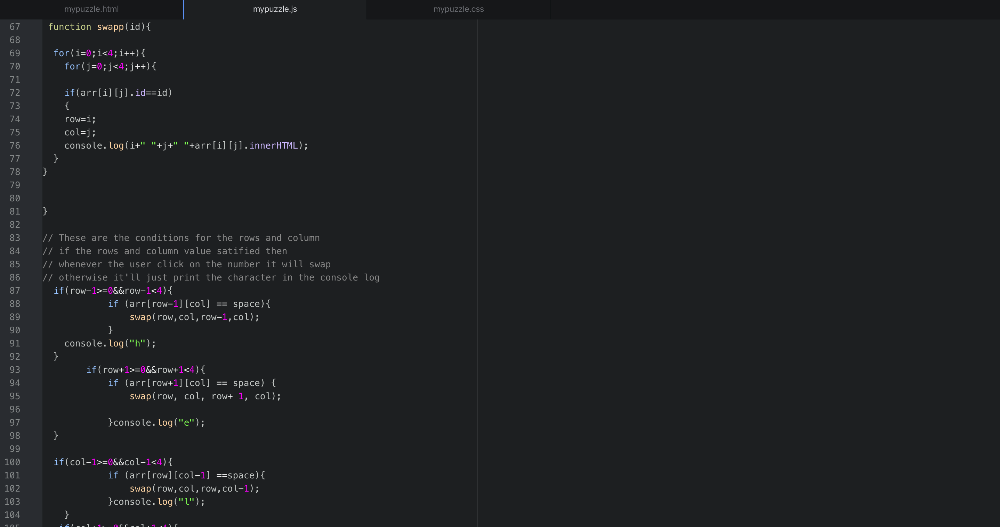 mypuzzle.html mypuzzle.js mypuzzle.css
67 function swapp(id){
68
69 for(i=0;i<4;i++){
70 for(j=0;j<4;j++){
71
72 if(arr[i][j].id==id)
73 {
74 row=i;
75 col=j;
76 console.log(i+" "+j+" "+arr[i][j].innerHTML);
77 }
78 }
79
80
81 }
82
83 // These are the conditions for the rows and column
84 // if the rows and column value satified then
85 // whenever the user click on the number it will swap
86 // otherwise it'll just print the character in the console log
87 if(row-1>=0&&row-1<4){
88 if (arr[row-1][col] == space){
89 swap(row,col,row-1,col);
90 }
91 console.log("h");
92 }
93 if(row+1>=0&&row+1<4){
94 if (arr[row+1][col] == space) {
95 swap(row, col, row+ 1, col);
96
97 }console.log("e");
98 }
99
100 if(col-1>=0&&col-1<4){
101 if (arr[row][col-1] ==space){
102 swap(row,col,row,col-1);
103 }console.log("l");
104 }
105 if(col+1>=0&&col+1<4){